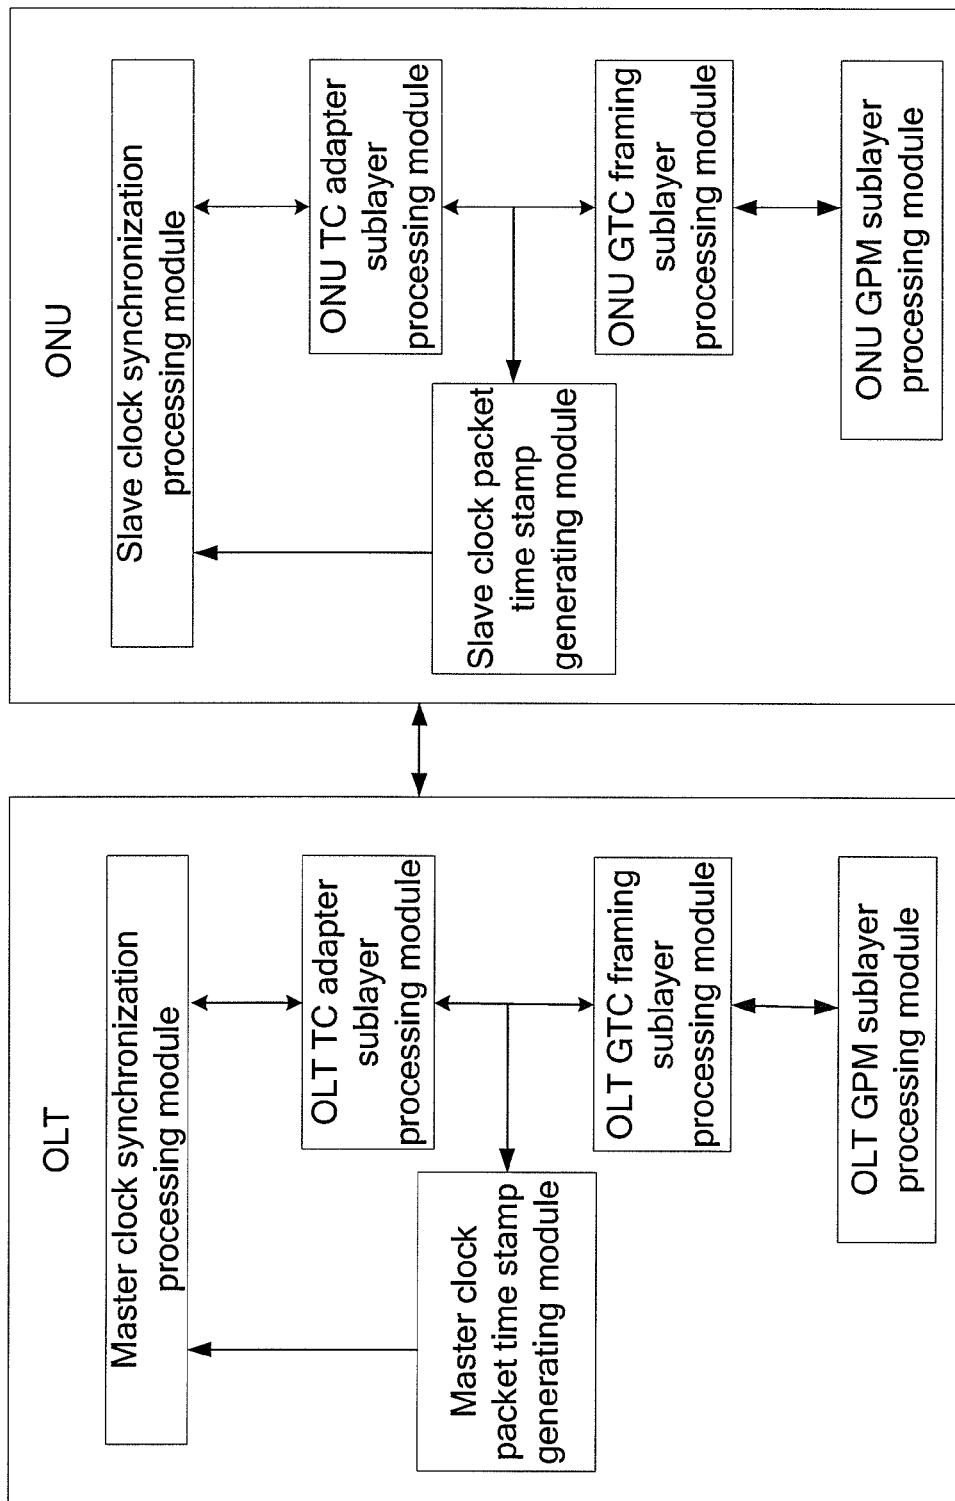 OLT
Master clock synchronization
processing module
OLT TC adapter
sublayer
processing module
Master clock
packet time stamp
generating module
OLT GTC framing
sublayer
processing module
OLT GPM sublayer
processing module
ONU
Slave clock synchronization
processing module
ONU TC adapter
sublayer
processing module
Slave clock packet
time stamp
generating module
ONU GTC framing
sublayer
processing module
ONU GPM sublayer
processing module